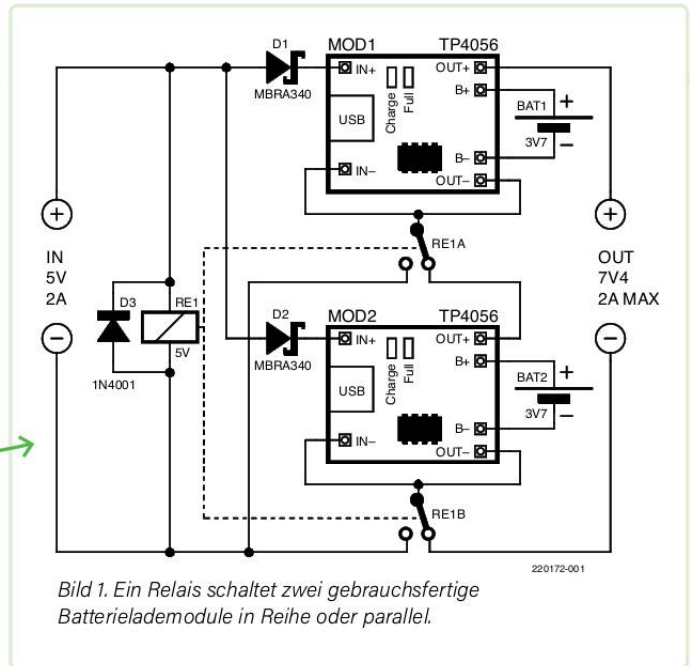 D1
MOD1
TP4056
MBRA340
IN+
OUT+
B+
USB
Charge
Full
BAT1
+
3V7
−
IN−
B−
OUT−
RE1A
+
IN
5V
2A
−
+
OUT
7V4
2A MAX
−
D3
RE1
5V
1N4001
D2
MOD2
TP4056
MBRA340
IN+
OUT+
B+
USB
Charge
Full
BAT2
+
3V7
−
IN−
B−
OUT−
RE1B
220172-001
Bild 1. Ein Relais schaltet zwei gebrauchsfertige
Batterielademodule in Reihe oder parallel.